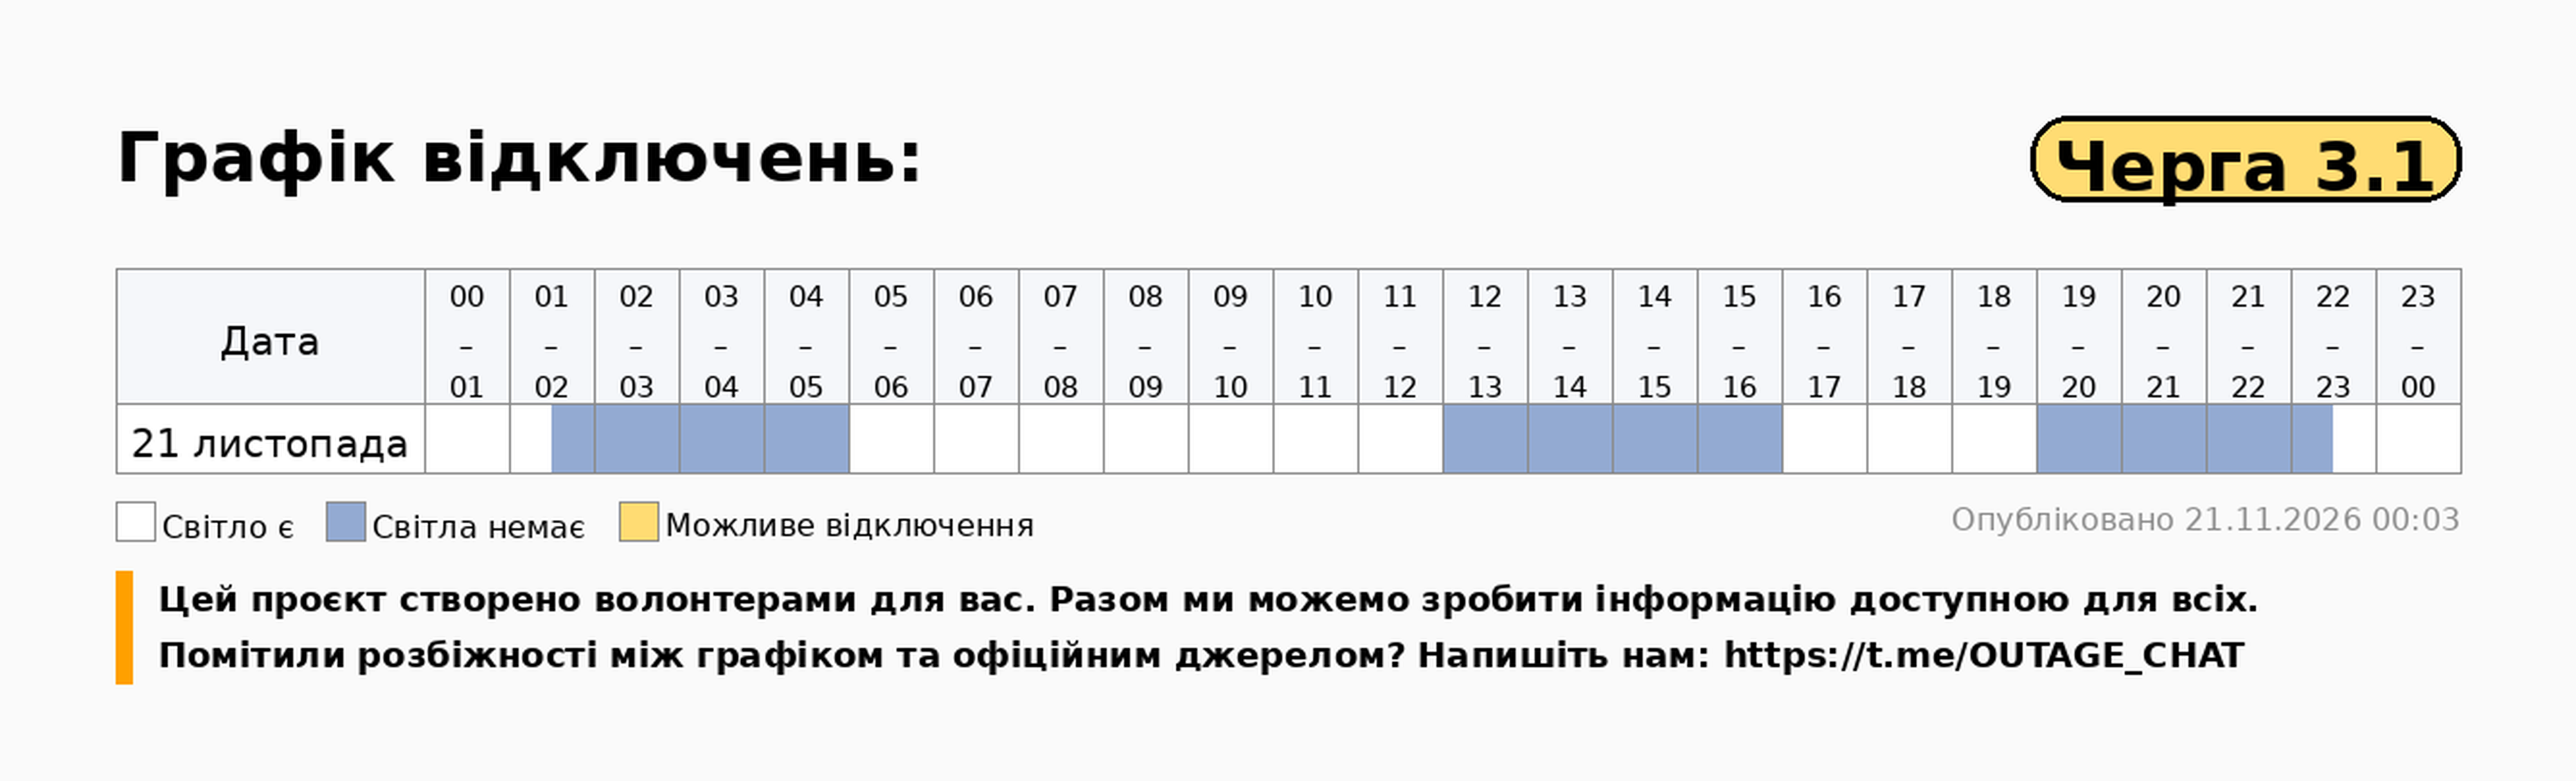 Графік відключень:
Черга 3.1
Дата
00 – 01
01 – 02
02 – 03
03 – 04
04 – 05
05 – 06
06 – 07
07 – 08
08 – 09
09 – 10
10 – 11
11 – 12
12 – 13
13 – 14
14 – 15
15 – 16
16 – 17
17 – 18
18 – 19
19 – 20
20 – 21
21 – 22
22 – 23
23 – 00
21 листопада
Світло є
Світла немає
Можливе відключення
Опубліковано 21.11.2026 00:03
Цей проєкт створено волонтерами для вас. Разом ми можемо зробити інформацію доступною для всіх.
Помітили розбіжності між графіком та офіційним джерелом? Напишіть нам: https://t.me/OUTAGE_CHAT